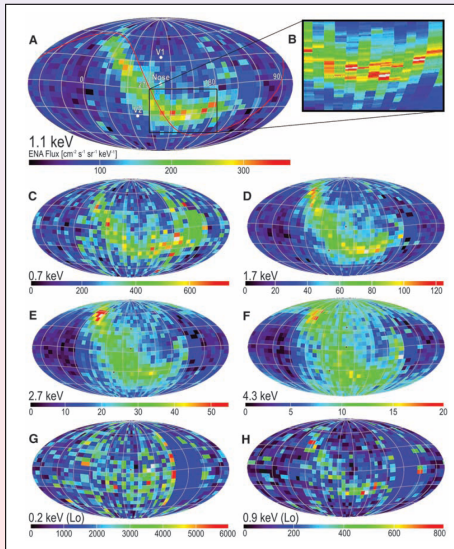 A
B
V1
Nose
0
90
1.1 keV
ENA Flux [cm⁻² s⁻¹ sr⁻¹ keV⁻¹]
100 200 300
C
D
0.7 keV
1.7 keV
0 200 400 600
0 20 40 60 80 100 120
E
F
2.7 keV
4.3 keV
0 10 20 30 40 50
0 5 10 15 20
G
H
0.2 keV (Lo)
0.9 keV (Lo)
0 1000 2000 3000 4000 5000 6000
0 200 400 600 800